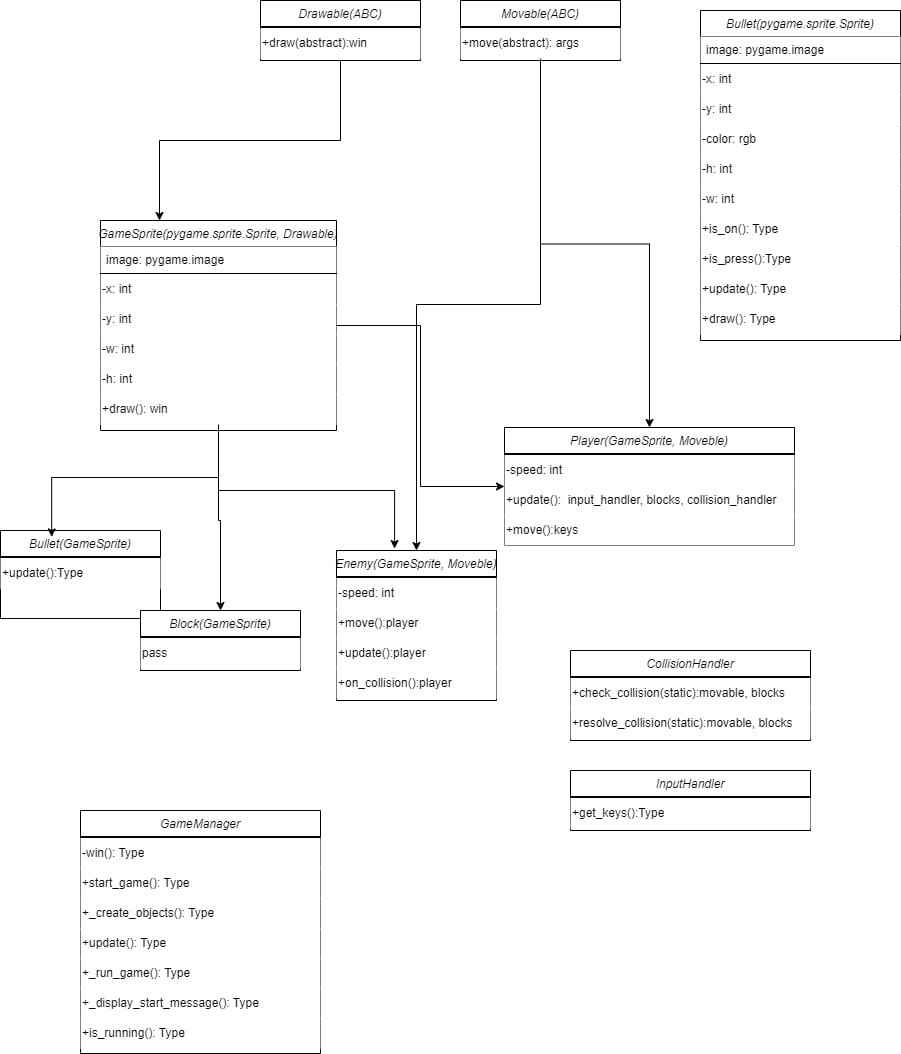 Drawable(ABC)
+draw(abstract):win
Movable(ABC)
+move(abstract): args
Bullet(pygame.sprite.Sprite)
image: pygame.image
-x: int
-y: int
-color: rgb
-h: int
-w: int
+is_on(): Type
+is_press():Type
+update(): Type
+draw(): Type
GameSprite(pygame.sprite.Sprite, Drawable)
image: pygame.image
-x: int
-y: int
-w: int
-h: int
+draw(): win
Player(GameSprite, Moveble)
-speed: int
+update(): input_handler, blocks, collision_handler
+move():keys
Bullet(GameSprite)
+update():Type
Block(GameSprite)
pass
Enemy(GameSprite, Moveble)
-speed: int
+move():player
+update():player
+on_collision():player
CollisionHandler
+check_collision(static):movable, blocks
+resolve_collision(static):movable, blocks
InputHandler
+get_keys():Type
GameManager
-win(): Type
+start_game(): Type
+_create_objects(): Type
+update(): Type
+_run_game(): Type
+_display_start_message(): Type
+is_running(): Type